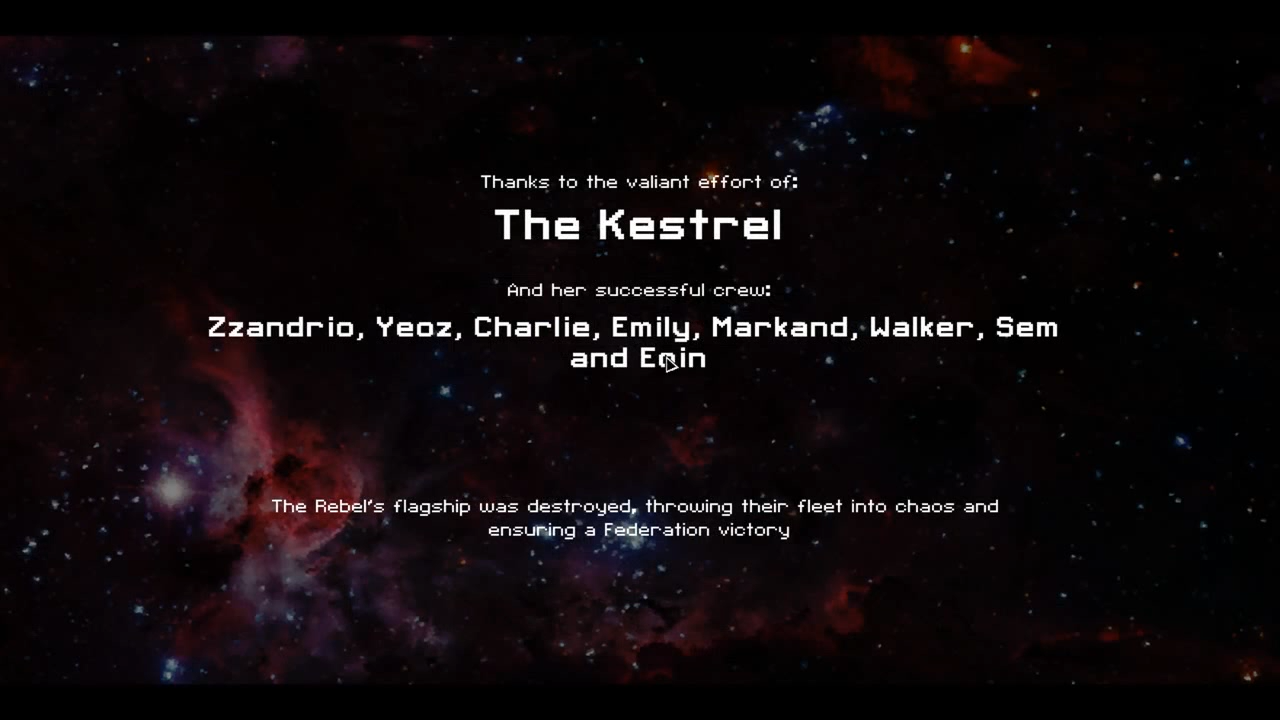 Thanks to the valiant effort of:
The Kestrel
And her successful crew:
Zzandrio, Yeoz, Charlie, Emily, Markand, Walker, Sem
and
The Rebel's flagship was destroyed, throwing their fleet into chaos and
ensuring a Federation victory